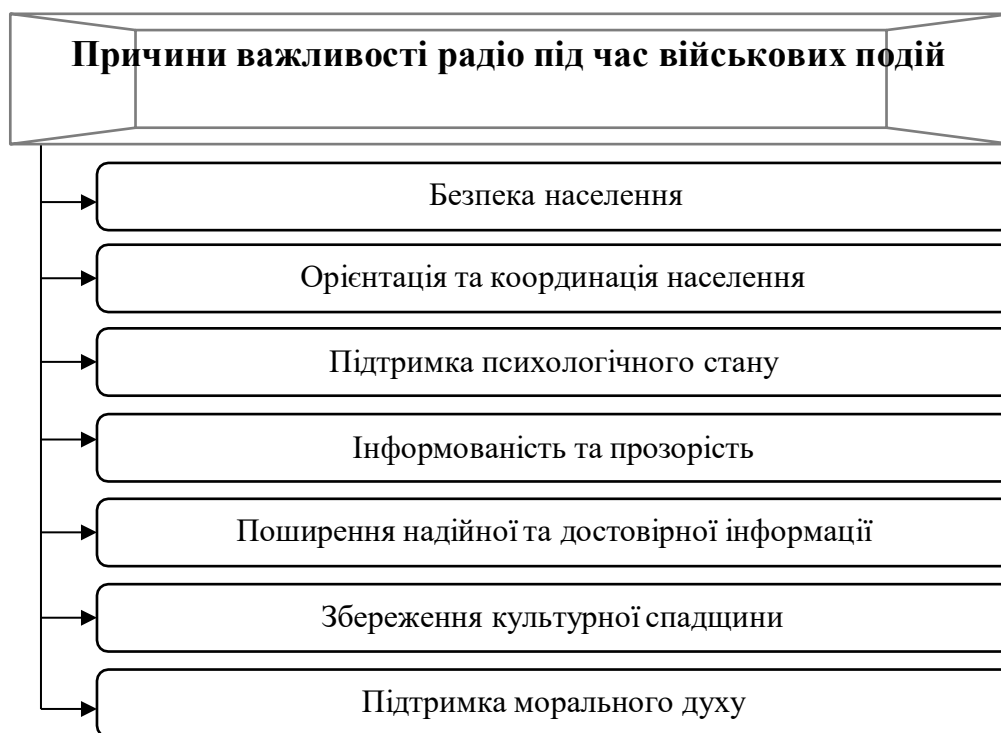 Причини важливості радіо під час військових подій
Безпека населення
Орієнтація та координація населення
Підтримка психологічного стану
Інформованість та прозорість
Поширення надійної та достовірної інформації
Збереження культурної спадщини
Підтримка морального духу